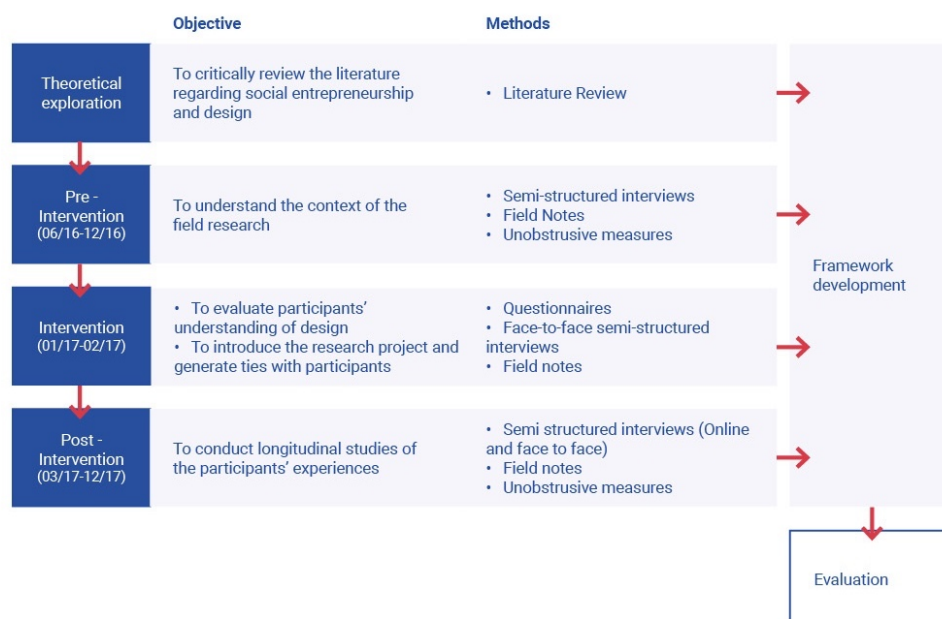 Objective
Methods
Theoretical
exploration
To critically review the literature
regarding social entrepreneurship
and design
• Literature Review
Pre -
Intervention
(06/16-12/16)
To understand the context of the
field research
• Semi-structured interviews
• Field Notes
• Unobstrusive measures
Intervention
(01/17-02/17)
• To evaluate participants'
understanding of design
• To introduce the research project and
generate ties with participants
• Questionnaires
• Face-to-face semi-structured
interviews
• Field notes
Post -
Intervention
(03/17-12/17)
To conduct longitudinal studies of
the participants' experiences
• Semi structured interviews (Online
and face to face)
• Field notes
• Unobstrusive measures
Framework
development
Evaluation